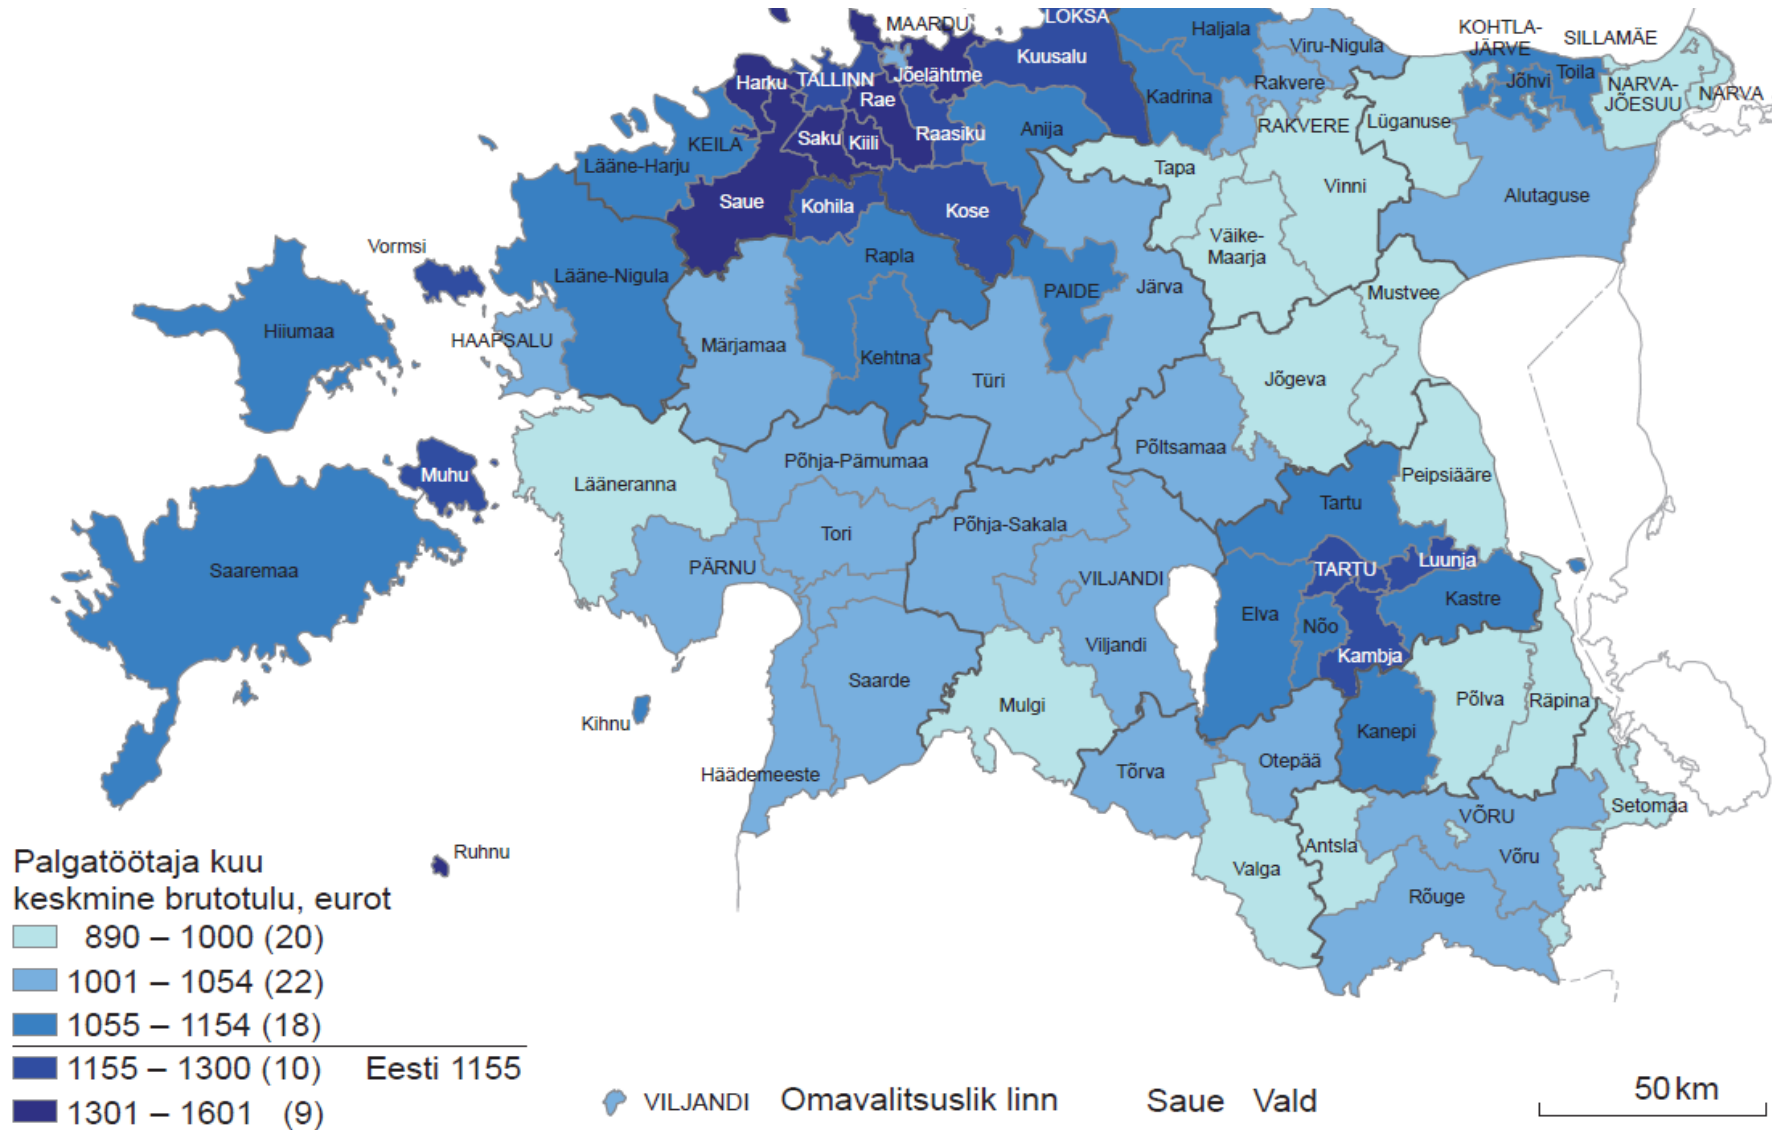 MAARDU
LOKSA
Haljala
KOHTLA-
JÄRVE
SILLAMÄE
Viru-Nigula
Kuusalu
Harku
TALLINN
Jõelähtme
Rae
Kadrina
Rakvere
Jõhvi
Toila
NARVA-
JÕESUU
NARVA
KEILA
Saku
Kiili
Raasiku
Anija
RAKVERE
Lüganuse
Lääne-Harju
Tapa
Vinni
Alutaguse
Saue
Kohila
Kose
Vormsi
Väike-
Maarja
Rapla
Lääne-Nigula
PAIDE
Järva
Mustvee
Hiiumaa
HAAPSALU
Märjamaa
Kehtna
Türi
Jõgeva
Põltsamaa
Põhja-Pärnumaa
Muhu
Lääneranna
Peipsiääre
Tartu
Põhja-Sakala
Tori
Saaremaa
PÄRNU
VILJANDI
TARTU
Luunja
Kastre
Elva
Nõo
Viljandi
Kambja
Saarde
Mulgi
Põlva
Räpina
Kihnu
Kanepi
Häädemeeste
Tõrva
Otepää
Setomaa
VÕRU
Antsla
Võru
Valga
Rõuge
Ruhnu
Palgatöötaja kuu
keskmine brutotulu, eurot
890 – 1000 (20)
1001 – 1054 (22)
1055 – 1154 (18)
1155 – 1300 (10) Eesti 1155
1301 – 1601 (9)
VILJANDI Omavalitsuslik linn Saue Vald
50 km